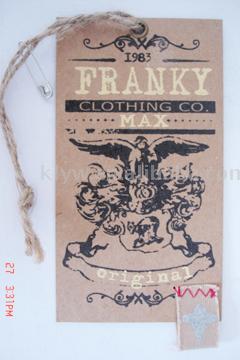 1983
FRANKY
CLOTHING CO.
MAX
original
27 3:31PM